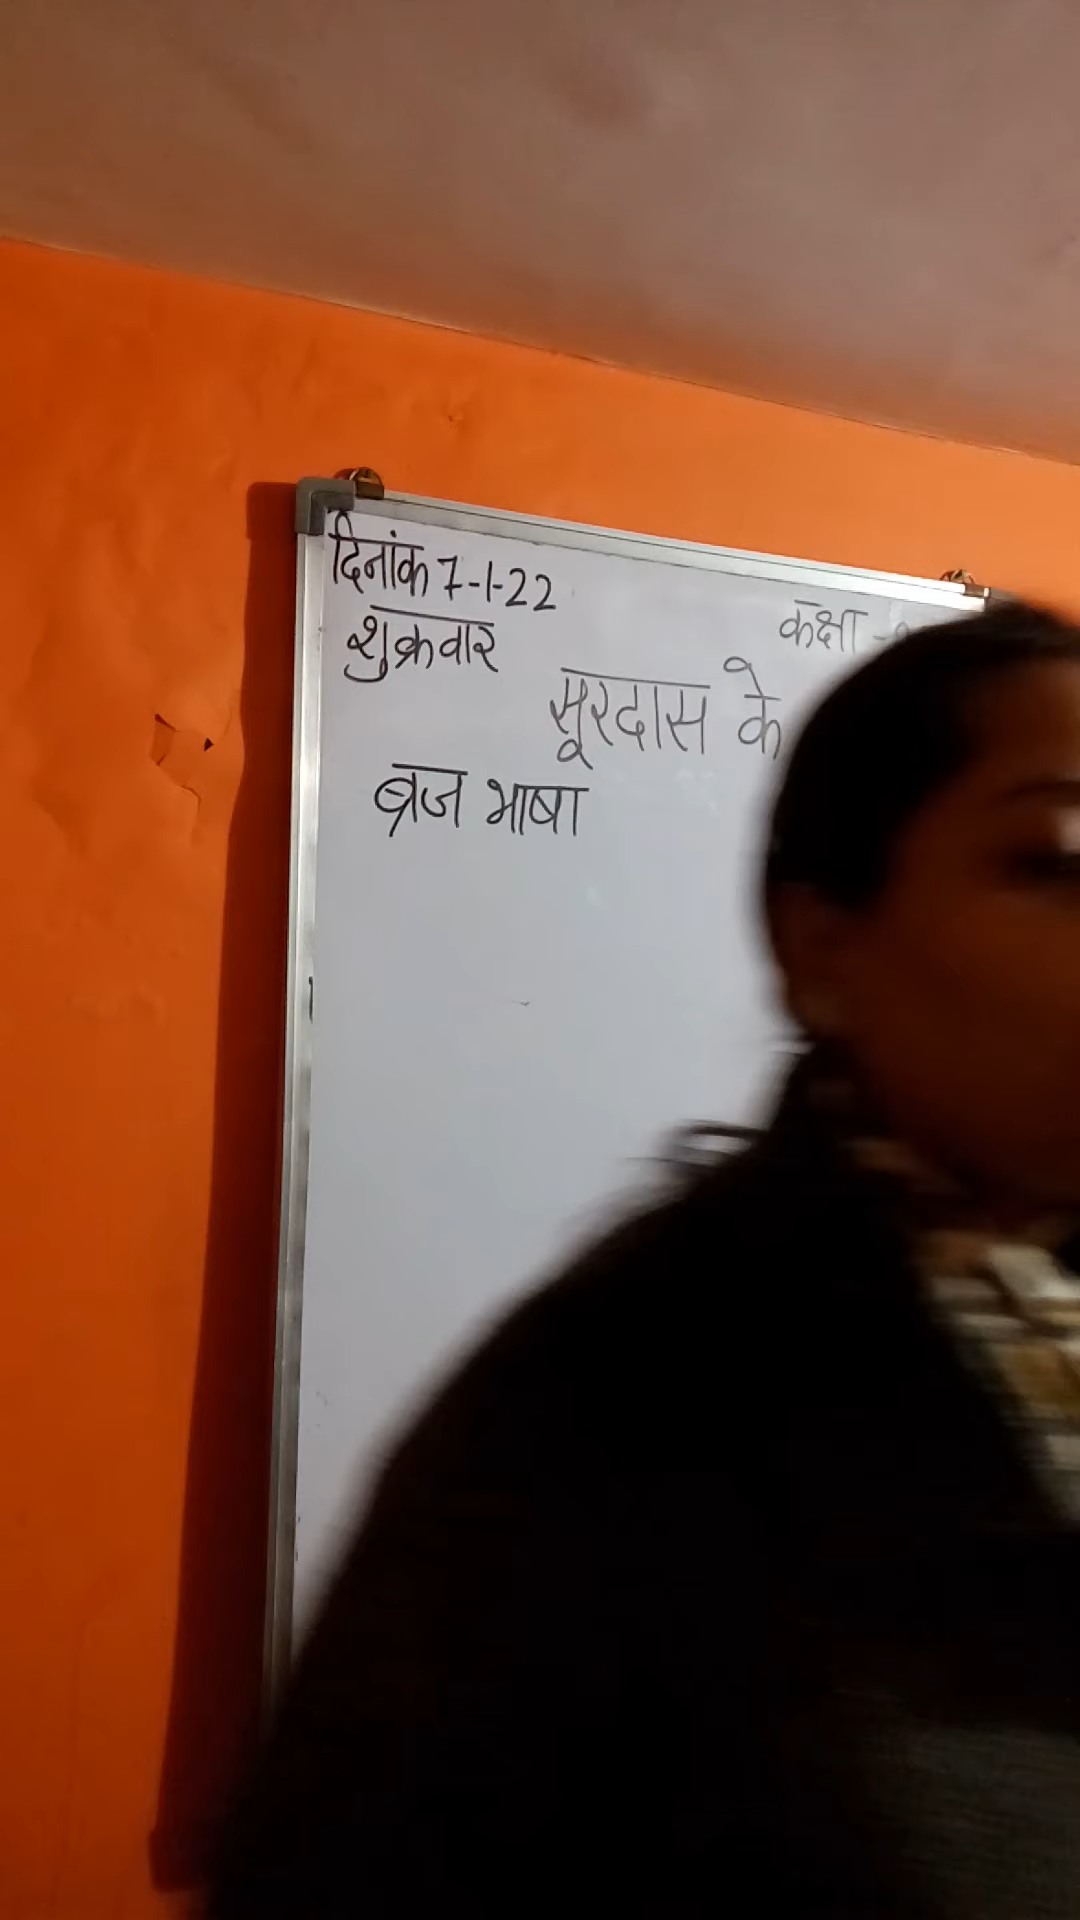 दिनांक 7-1-22
कक्षा -
शुक्रवार
सूरदास के
ब्रज भाषा